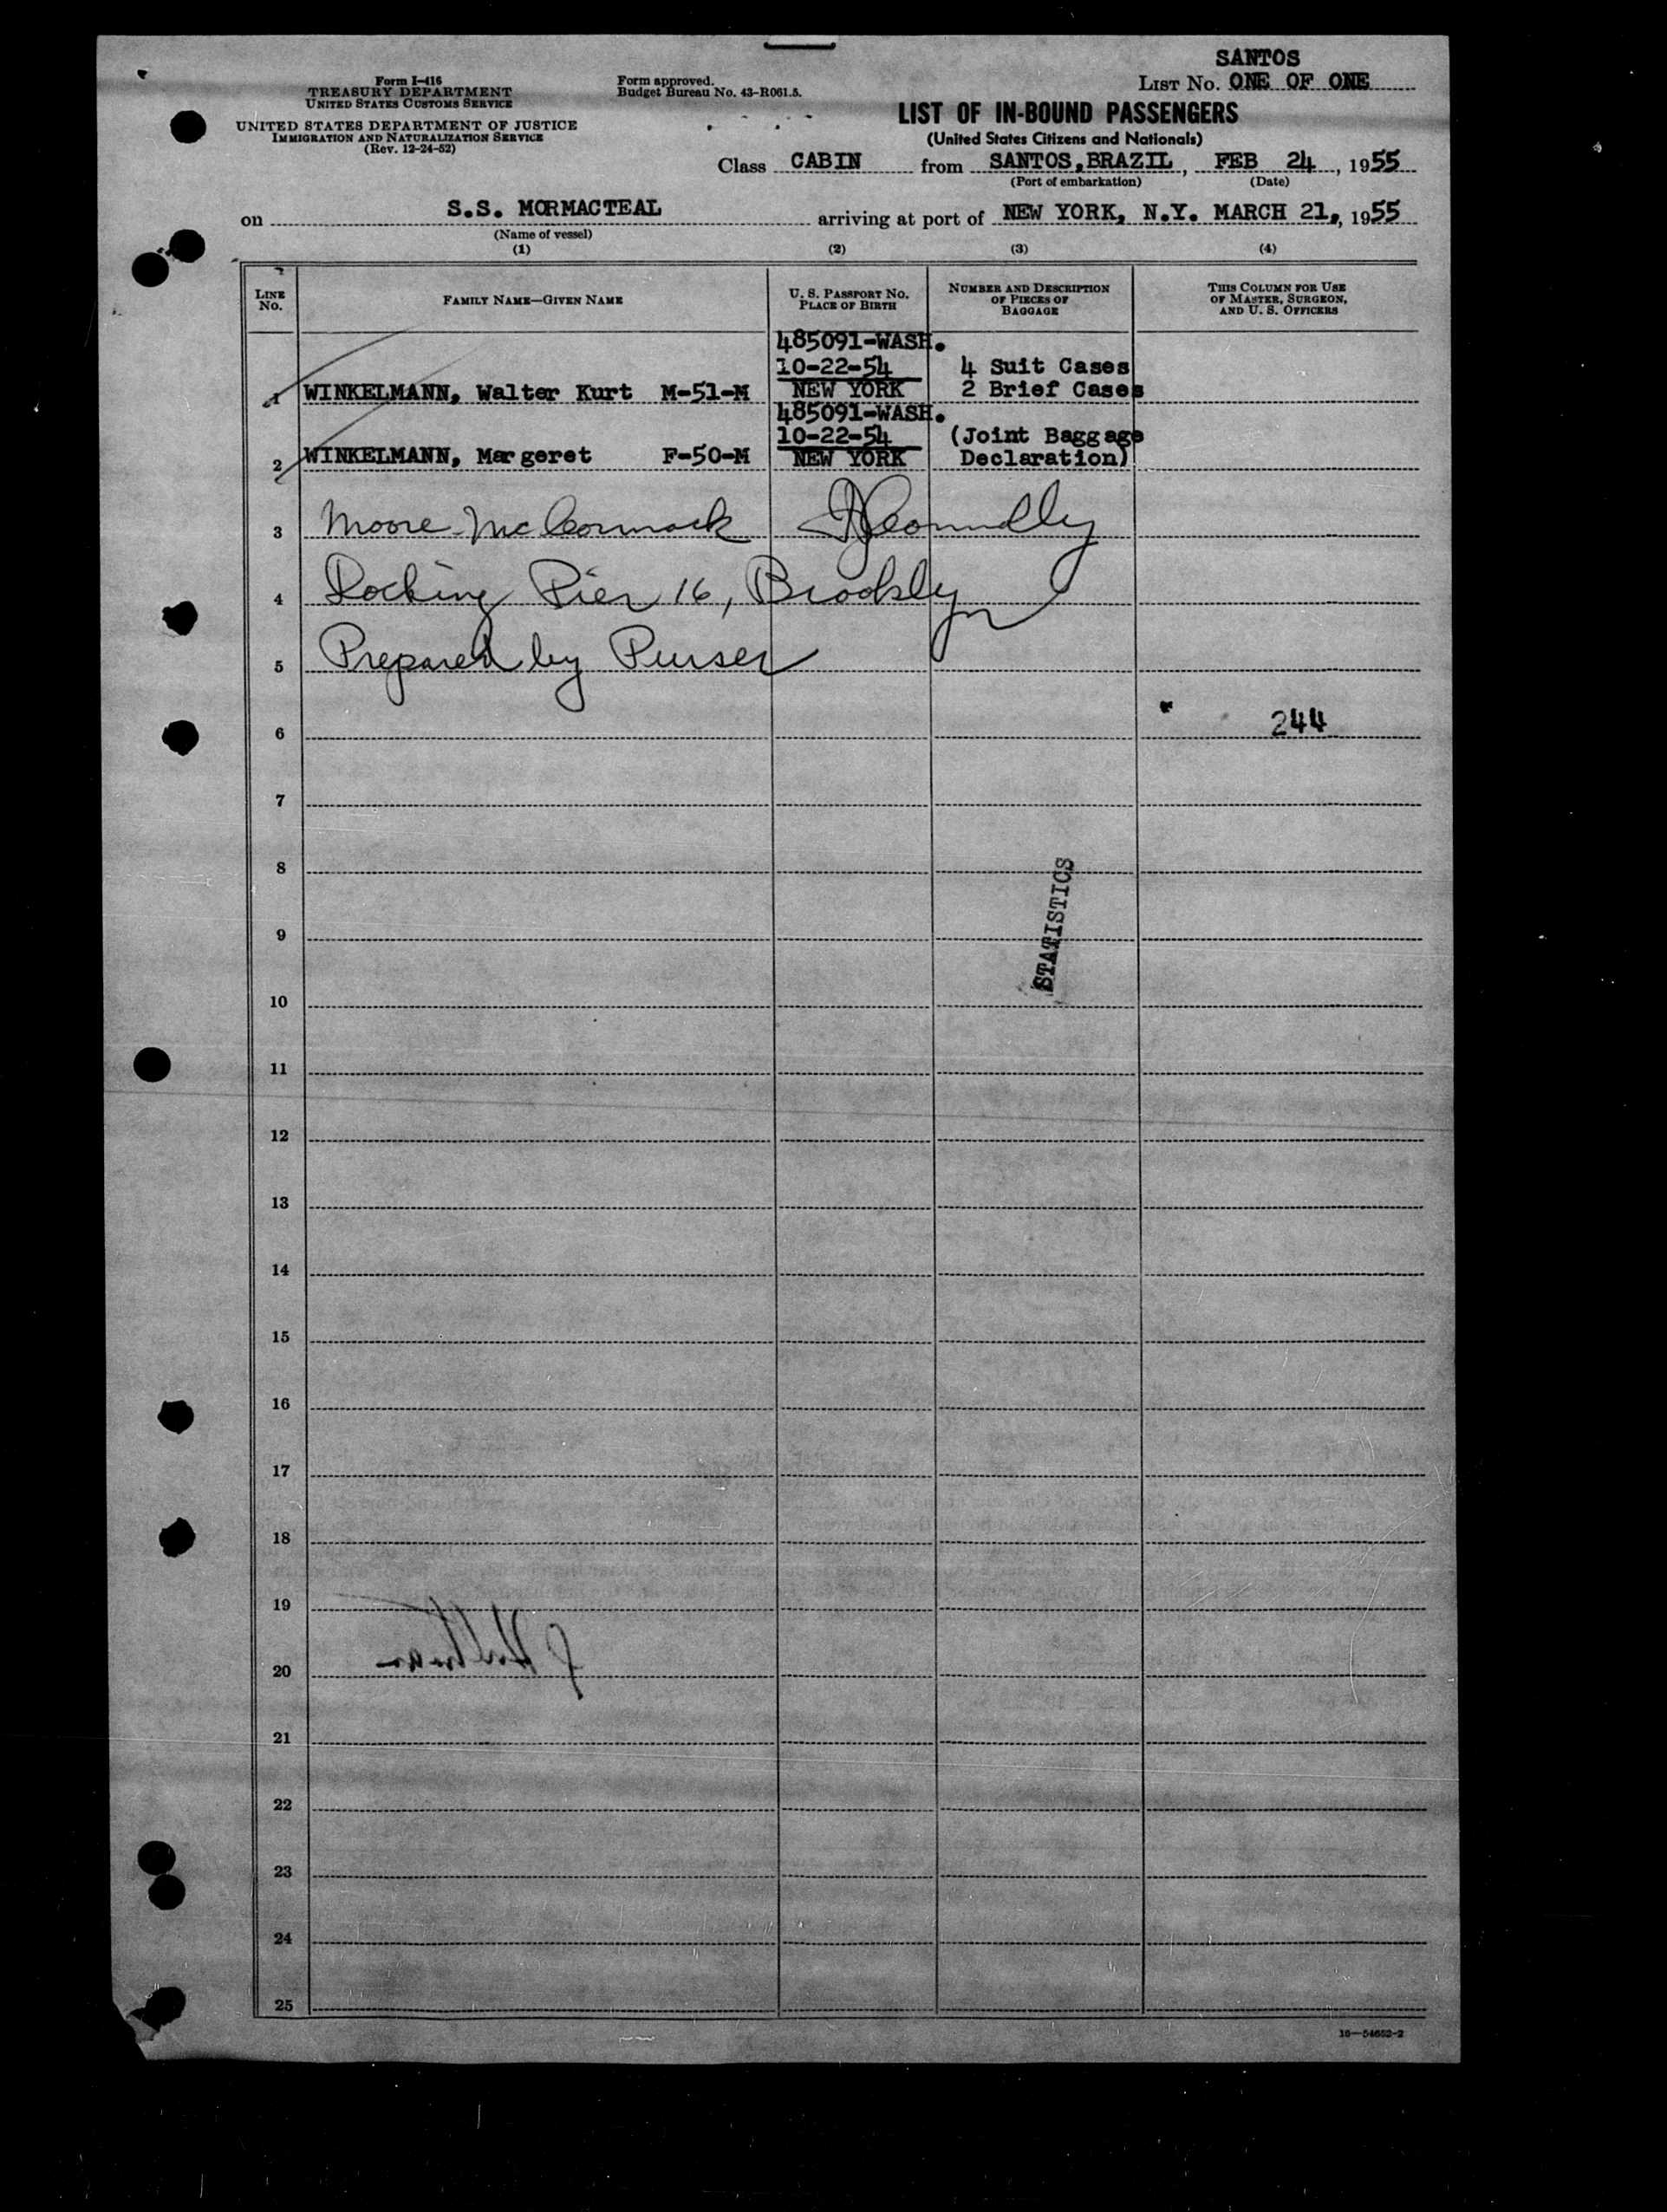 SANTOS
List No. ONE OF ONE
Form I-416
TREASURY DEPARTMENT
UNITED STATES CUSTOMS SERVICE
UNITED STATES DEPARTMENT OF JUSTICE
IMMIGRATION AND NATURALIZATION SERVICE
(Rev. 12-24-52)
Form approved.
Budget Bureau No. 43-R061.5.
LIST OF IN-BOUND PASSENGERS
(United States Citizens and Nationals)
Class CABIN from SANTOS,BRAZIL, FEB 24, 1955
(Port of embarkation) (Date)
on S.S. MORMACTEAL arriving at port of NEW YORK, N.Y. MARCH 21, 1955
(Name of vessel)
(1) (2) (3) (4)
LINE No.
FAMILY NAME—GIVEN NAME
U. S. PASSPORT NO. PLACE OF BIRTH
NUMBER AND DESCRIPTION OF PIECES OF BAGGAGE
THIS COLUMN FOR USE OF MASTER, SURGEON, AND U. S. OFFICERS
485091-WASH.
10-22-54 4 Suit Cases
1 WINKELMANN, Walter Kurt M-51-M NEW YORK 2 Brief Cases
485091-WASH.
10-22-54 (Joint Baggage
2 WINKELMANN, Margeret F-50-M NEW YORK Declaration)
3 Moore-McCormack
4 Docking Pier 16, Brooklyn
5 Prepared by Purser
6 244
7
8
STATISTICS
9
10
11
12
13
14
15
16
17
18
19
20
21
22
23
24
25
16—54652-2